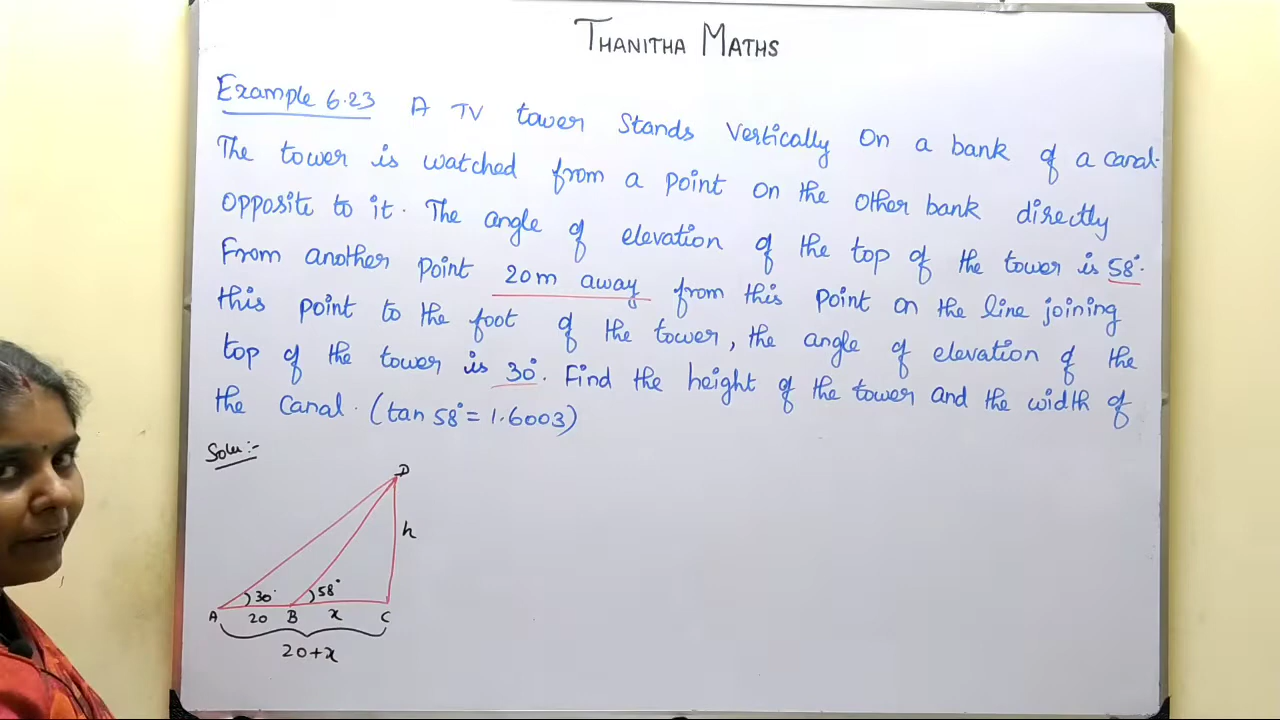 THANITHA MATHS
Example 6.23 A TV tower Stands Vertically On a bank of a canal.
The tower is watched from a point on the other bank directly
opposite to it. The angle of elevation of the top of the tower is 58°.
From another point 20m away from this point on the line joining
this point to the foot of the tower, the angle of elevation of the
top of the tower is 30°. Find the height of the tower and the width of
the canal. (tan 58° = 1.6003)
Solu:-
D
h
30° 58°
A 20 B x C
20+x